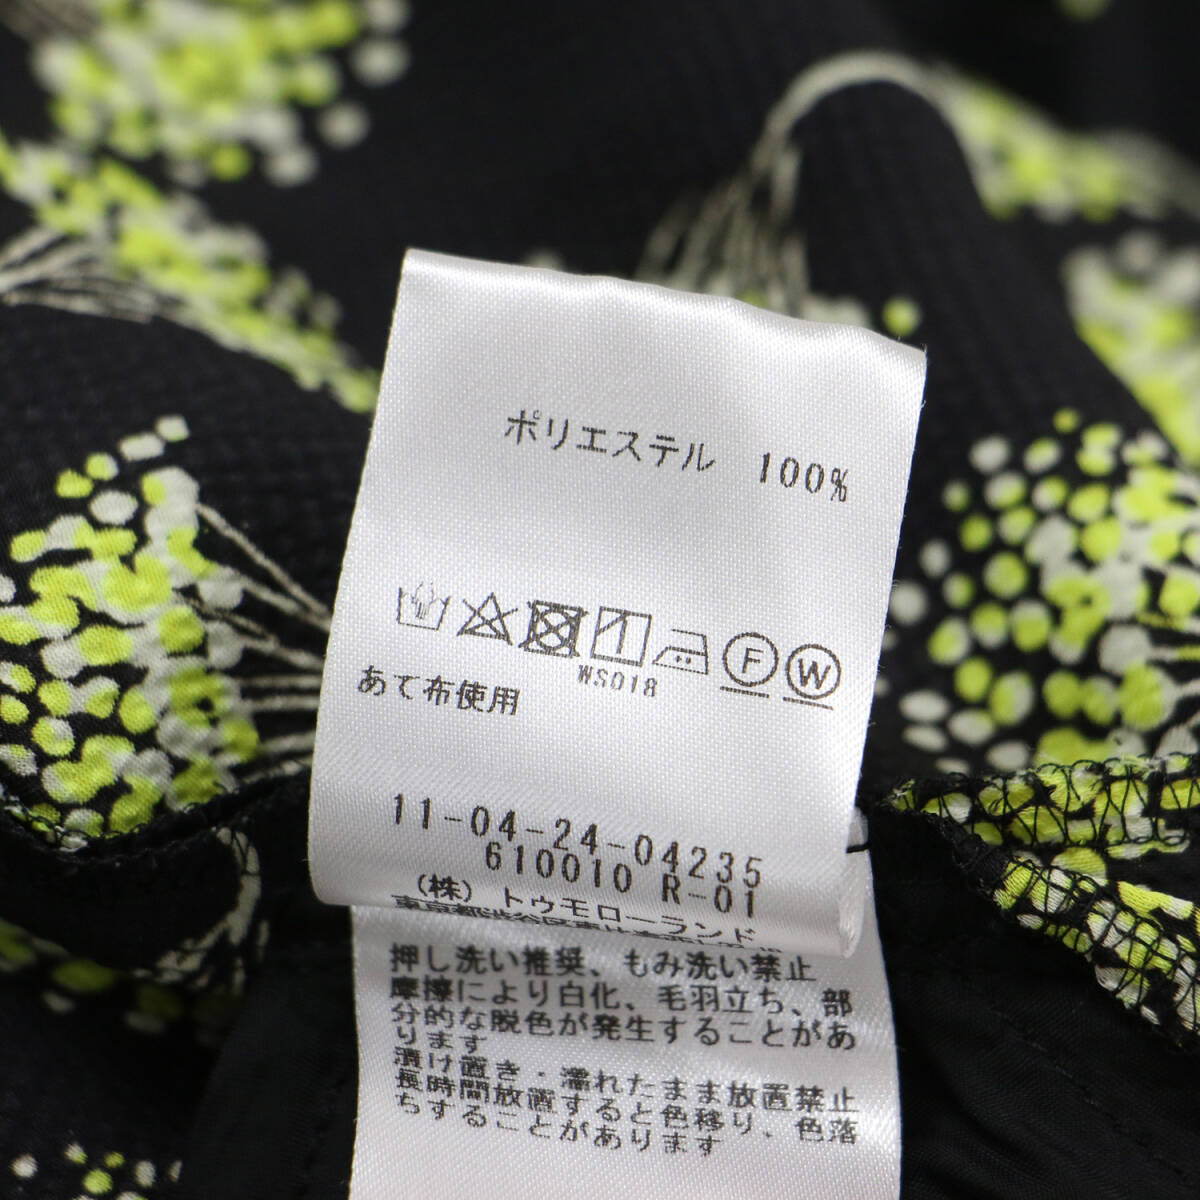 ポリエステル 100%
F W
WS018
あて布使用
11-04-24-04235
610010 R-01
(株) トゥモローランド
押し洗い推奨、もみ洗い禁止
摩擦により白化、毛羽立ち、部
分的な脱色が発生することがあ
ります
漬け置き・濡れたまま放置禁止
長時間放置すると色移り、色落
ちすることがあります